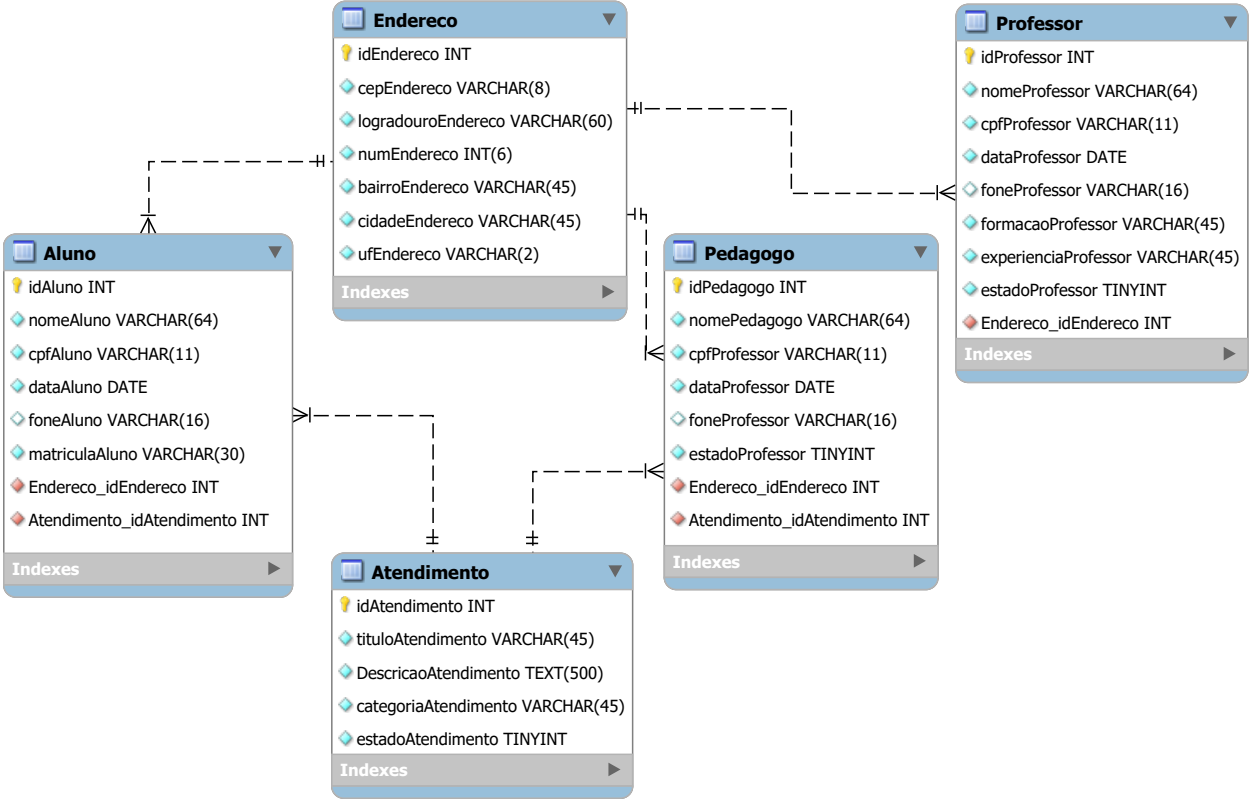 Endereco
idEndereco INT
cepEndereco VARCHAR(8)
logradouroEndereco VARCHAR(60)
numEndereco INT(6)
bairroEndereco VARCHAR(45)
cidadeEndereco VARCHAR(45)
ufEndereco VARCHAR(2)
Indexes
Professor
idProfessor INT
nomeProfessor VARCHAR(64)
cpfProfessor VARCHAR(11)
dataProfessor DATE
foneProfessor VARCHAR(16)
formacaoProfessor VARCHAR(45)
experienciaProfessor VARCHAR(45)
estadoProfessor TINYINT
Endereco_idEndereco INT
Indexes
Aluno
idAluno INT
nomeAluno VARCHAR(64)
cpfAluno VARCHAR(11)
dataAluno DATE
foneAluno VARCHAR(16)
matriculaAluno VARCHAR(30)
Endereco_idEndereco INT
Atendimento_idAtendimento INT
Indexes
Pedagogo
idPedagogo INT
nomePedagogo VARCHAR(64)
cpfProfessor VARCHAR(11)
dataProfessor DATE
foneProfessor VARCHAR(16)
estadoProfessor TINYINT
Endereco_idEndereco INT
Atendimento_idAtendimento INT
Indexes
Atendimento
idAtendimento INT
tituloAtendimento VARCHAR(45)
DescricaoAtendimento TEXT(500)
categoriaAtendimento VARCHAR(45)
estadoAtendimento TINYINT
Indexes